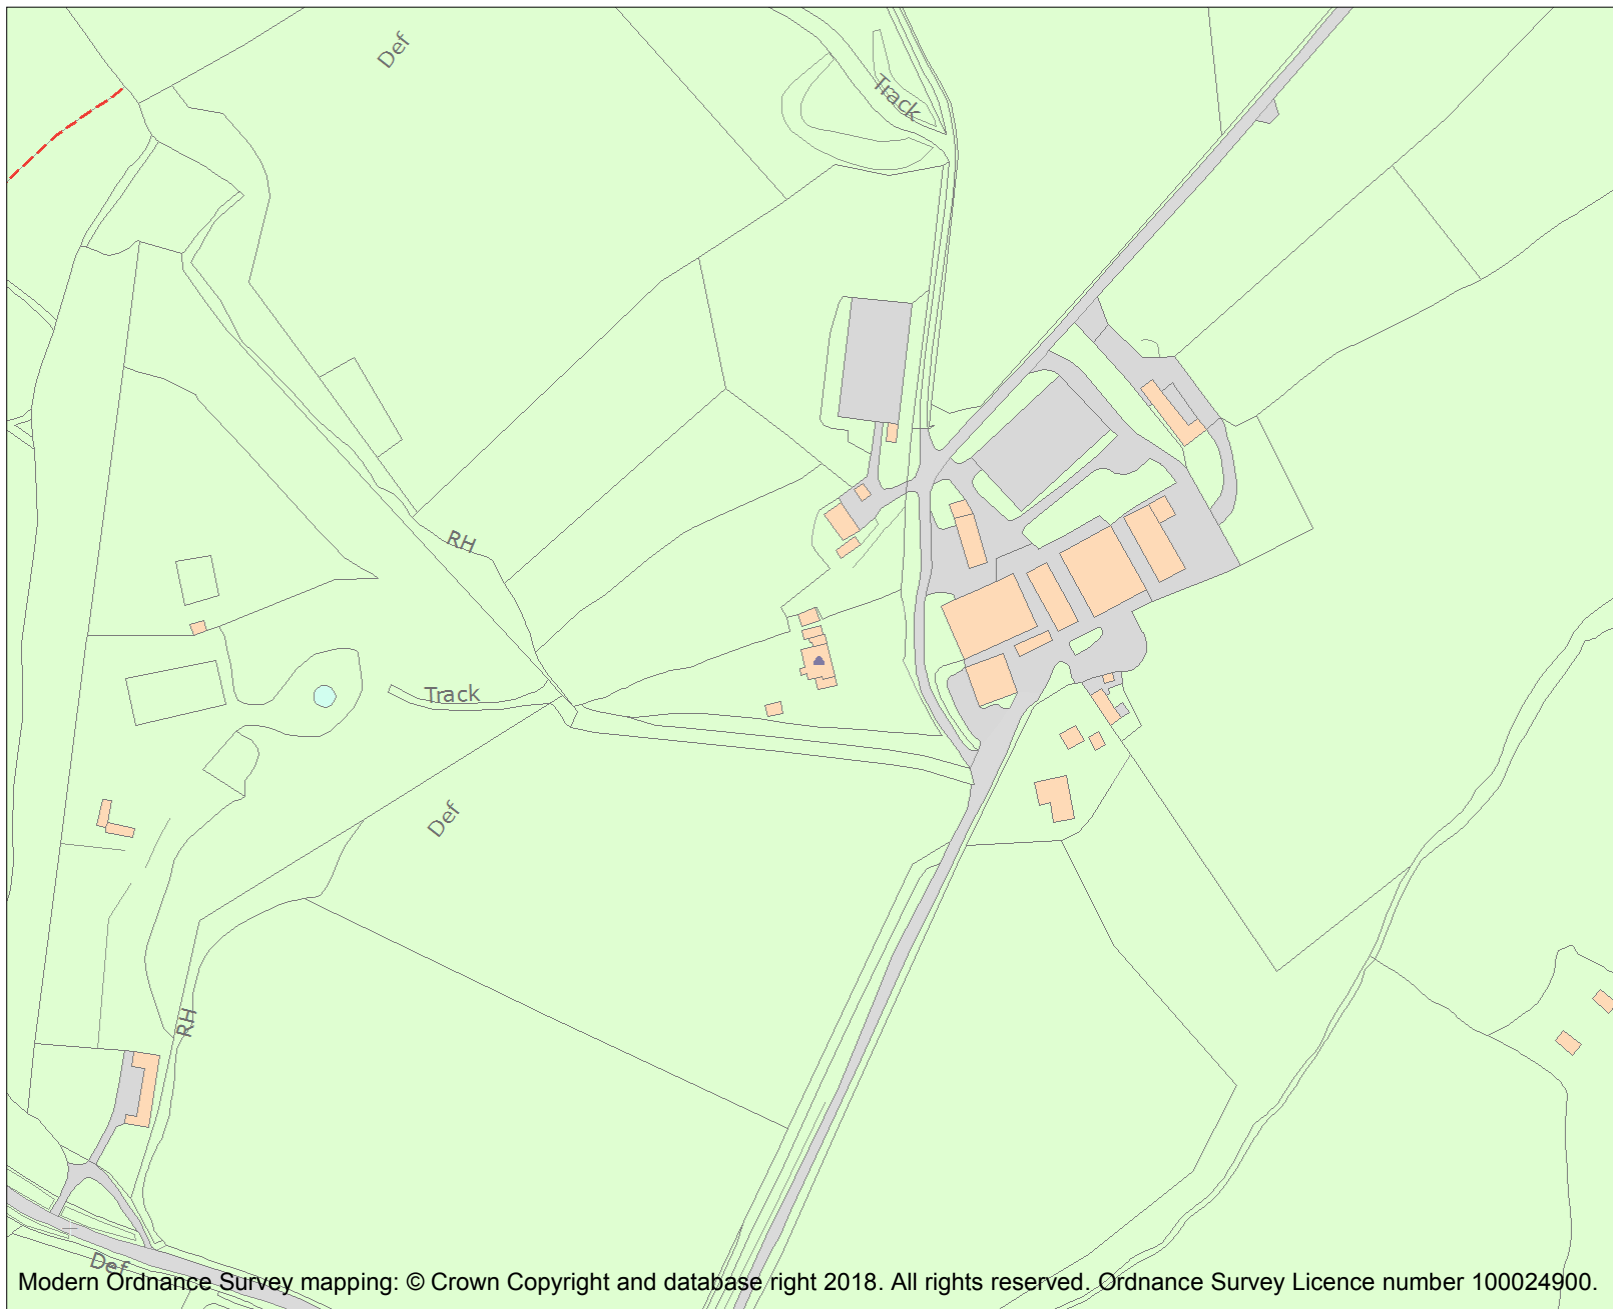 Def
Track
RH
Track
Def
RH
Def
Modern Ordnance Survey mapping: © Crown Copyright and database right 2018. All rights reserved. Ordnance Survey Licence number 100024900.